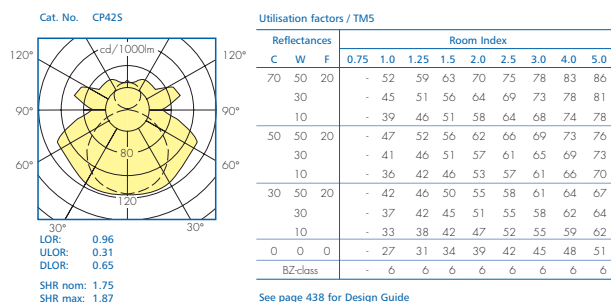 Cat. No. CP42S
cd/1000lm
120° 120°
90° 90°
80
60° 60°
120
30° 30°
LOR: 0.96
ULOR: 0.31
DLOR: 0.65
SHR nom: 1.75
SHR max: 1.87
Utilisation factors / TM5
Reflectances Room Index
C W F 0.75 1.0 1.25 1.5 2.0 2.5 3.0 4.0 5.0
70 50 20 - 52 59 63 70 75 78 83 86
30 - 45 51 56 64 69 73 78 81
10 - 39 46 51 58 64 68 74 78
50 50 20 - 47 52 56 62 66 69 73 76
30 - 41 46 51 57 61 65 69 73
10 - 36 42 46 53 57 61 66 70
30 50 20 - 42 46 50 55 58 61 64 67
30 - 37 42 45 51 55 58 62 64
10 - 33 38 42 47 52 55 59 62
0 0 0 - 27 31 34 39 42 45 48 51
BZ-class - 6 6 6 6 6 6 6 6
See page 438 for Design Guide